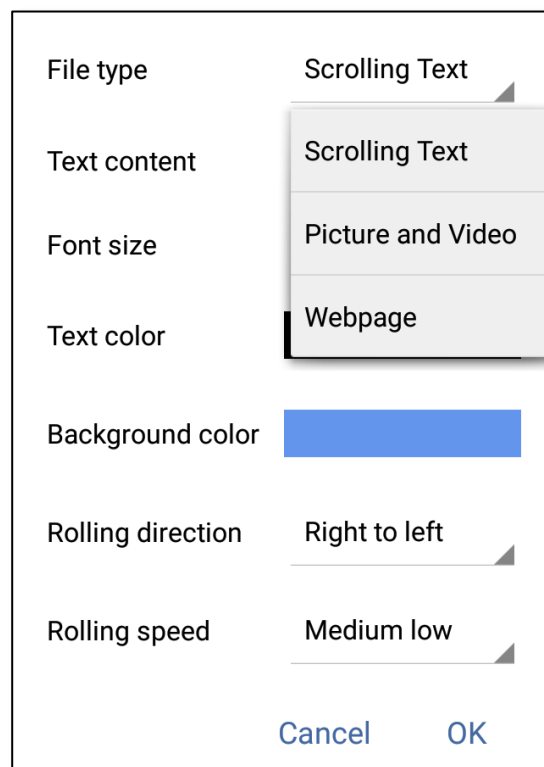 File type Scrolling Text
Scrolling Text
Text content
Picture and Video
Font size
Webpage
Text color
Background color
Rolling direction Right to left
Rolling speed Medium low
Cancel OK